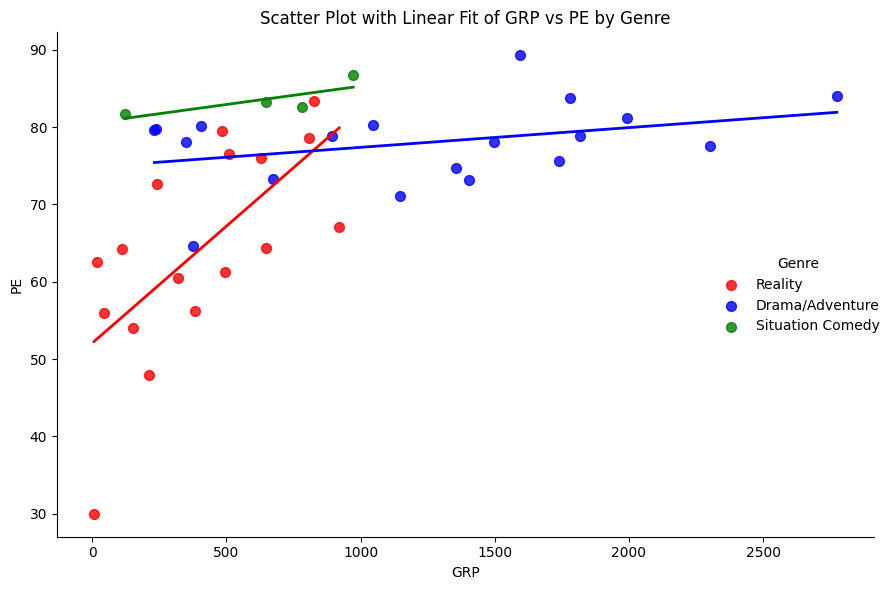 Scatter Plot with Linear Fit of GRP vs PE by Genre
90
80
70
60
50
40
30
PE
0
500
1000
1500
2000
2500
GRP
Genre
Reality
Drama/Adventure
Situation Comedy